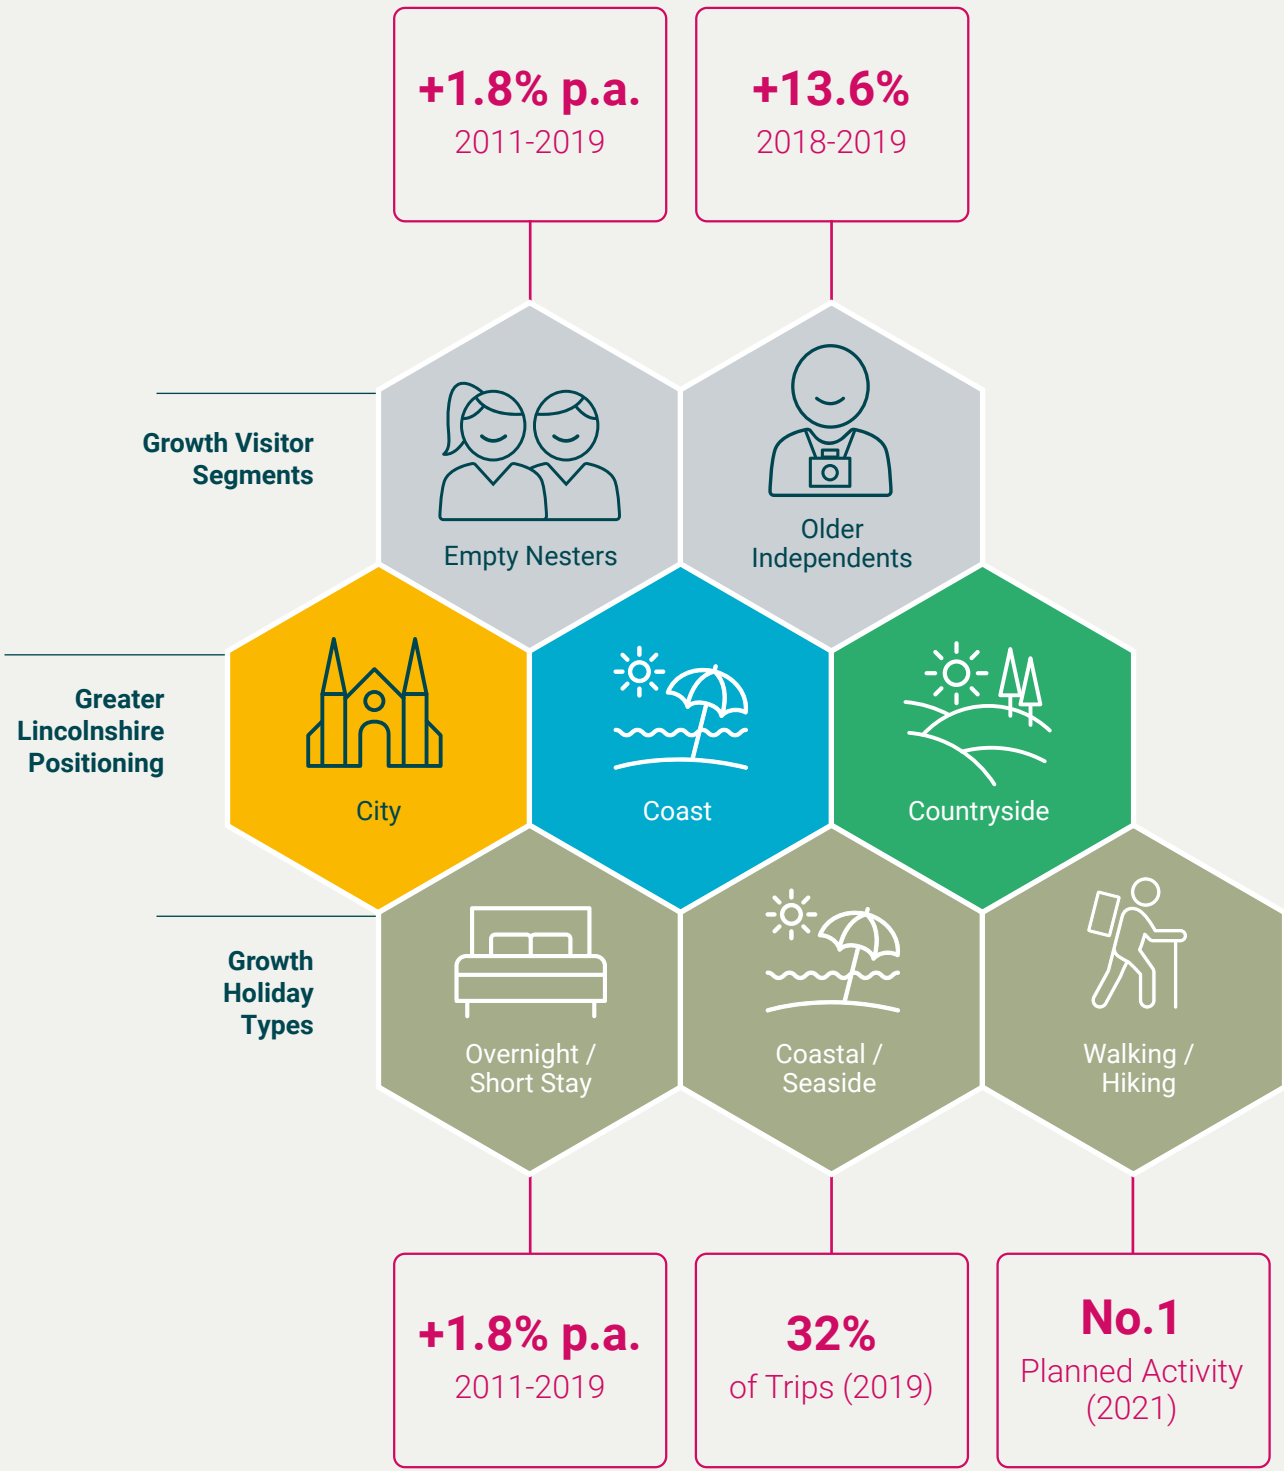 +1.8% p.a.
2011-2019
+13.6%
2018-2019
Growth Visitor
Segments
Empty Nesters
Older
Independents
Greater
Lincolnshire
Positioning
City
Coast
Countryside
Growth
Holiday
Types
Overnight /
Short Stay
Coastal /
Seaside
Walking /
Hiking
+1.8% p.a.
2011-2019
32%
of Trips (2019)
No.1
Planned Activity
(2021)